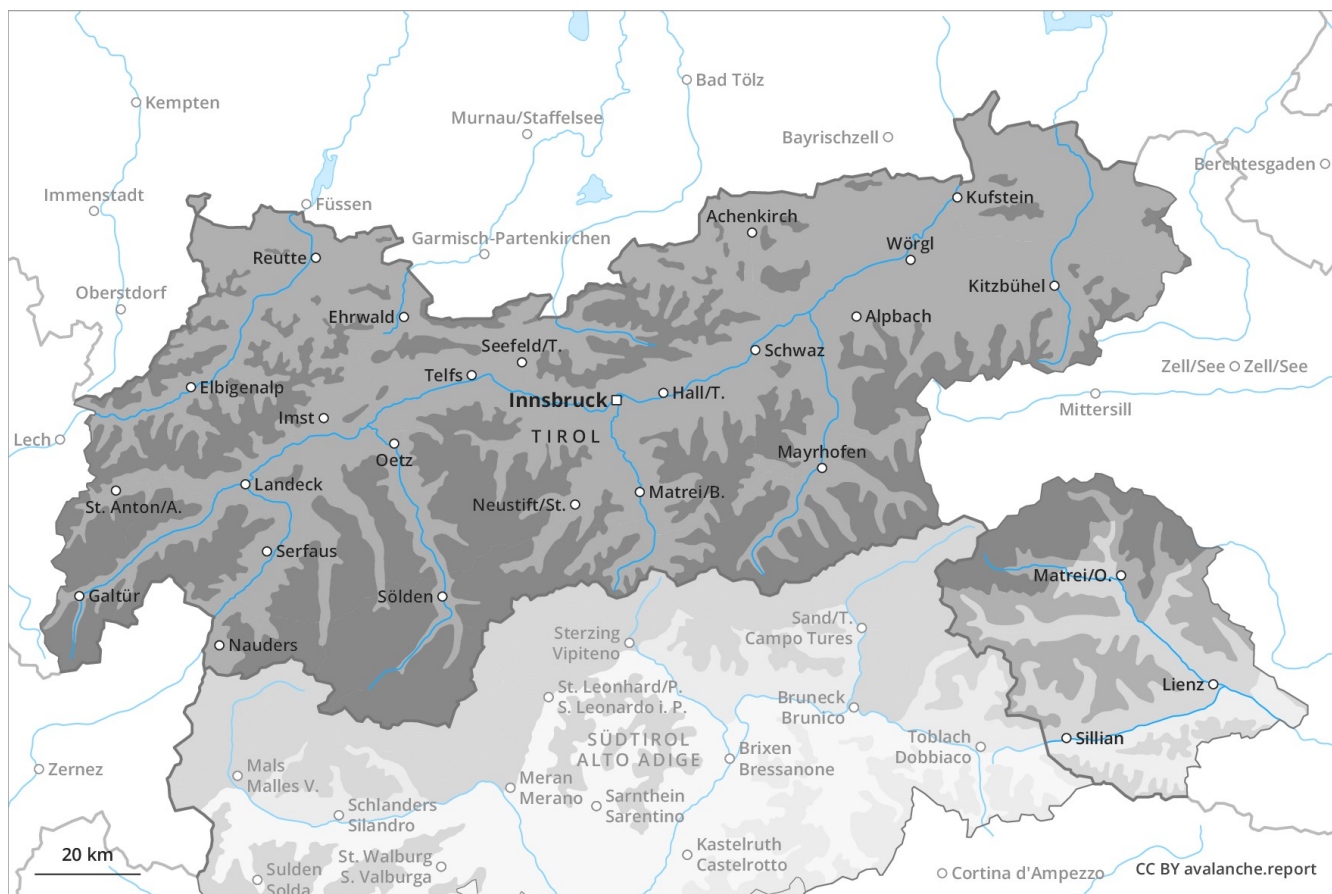 Kempten
Bad Tölz
Murnau/Staffelsee
Bayrischzell
Berchtesgaden
Immenstadt
Füssen
Kufstein
Achenkirch
Garmisch-Partenkirchen
Wörgl
Reutte
Kitzbühel
Oberstdorf
Ehrwald
Alpbach
Seefeld/T.
Schwaz
Zell/See
Zell/See
Telfs
Elbigenalp
Innsbruck
Hall/T.
Mittersill
Imst
TIROL
Lech
Oetz
Mayrhofen
Landeck
St. Anton/A.
Neustift/St.
Matrei/B.
Serfaus
Matrei/O.
Galtür
Sölden
Sand/T.
Campo Tures
Sterzing
Vipiteno
Nauders
Lienz
St. Leonhard/P.
S. Leonardo i. P.
Bruneck
Brunico
SÜDTIROL
ALTO ADIGE
Toblach
Dobbiaco
Sillian
Brixen
Bressanone
Zernez
Mals
Malles V.
Meran
Merano
Sarnthein
Sarentino
Schlanders
Silandro
Kastelruth
Castelrotto
20 km
St. Walburg
S. Valburga
Sulden
Solda
Cortina d'Ampezzo
CC BY avalanche.report